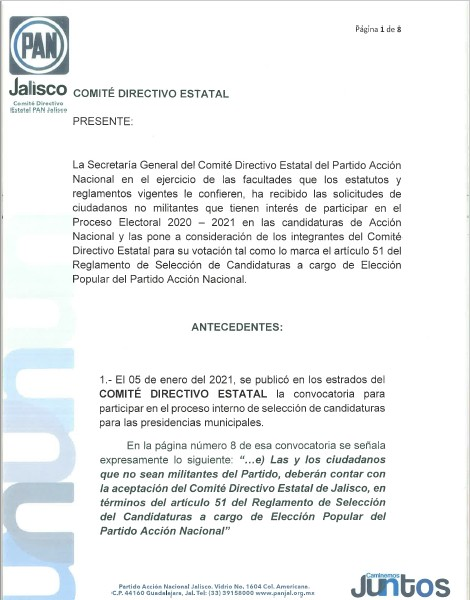 Página 1 de 8
PAN
Jalisco
Comité Directivo
Estatal PAN Jalisco
COMITÉ DIRECTIVO ESTATAL
PRESENTE:
La Secretaría General del Comité Directivo Estatal del Partido Acción
Nacional en el ejercicio de las facultades que los estatutos y
reglamentos vigentes le confieren, ha recibido las solicitudes de
ciudadanos no militantes que tienen interés de participar en el
Proceso Electoral 2020 – 2021 en las candidaturas de Acción
Nacional y las pone a consideración de los integrantes del Comité
Directivo Estatal para su votación tal como lo marca el artículo 51 del
Reglamento de Selección de Candidaturas a cargo de Elección
Popular del Partido Acción Nacional.
ANTECEDENTES:
1.- El 05 de enero del 2021, se publicó en los estrados del
COMITÉ DIRECTIVO ESTATAL la convocatoria para
participar en el proceso interno de selección de candidaturas
para las presidencias municipales.
En la página número 8 de esa convocatoria se señala
expresamente lo siguiente: “...e) Las y los ciudadanos
que no sean militantes del Partido, deberán contar con
la aceptación del Comité Directivo Estatal de Jalisco, en
términos del artículo 51 del Reglamento de Selección
del Candidaturas a cargo de Elección Popular del
Partido Acción Nacional”
Partido Acción Nacional Jalisco. Vidrio No. 1604 Col. Americana.
C.P. 44160 Guadalajara, Jal. Tel: (33) 39158000 www.panjal.org.mx
Caminemos
Juntos